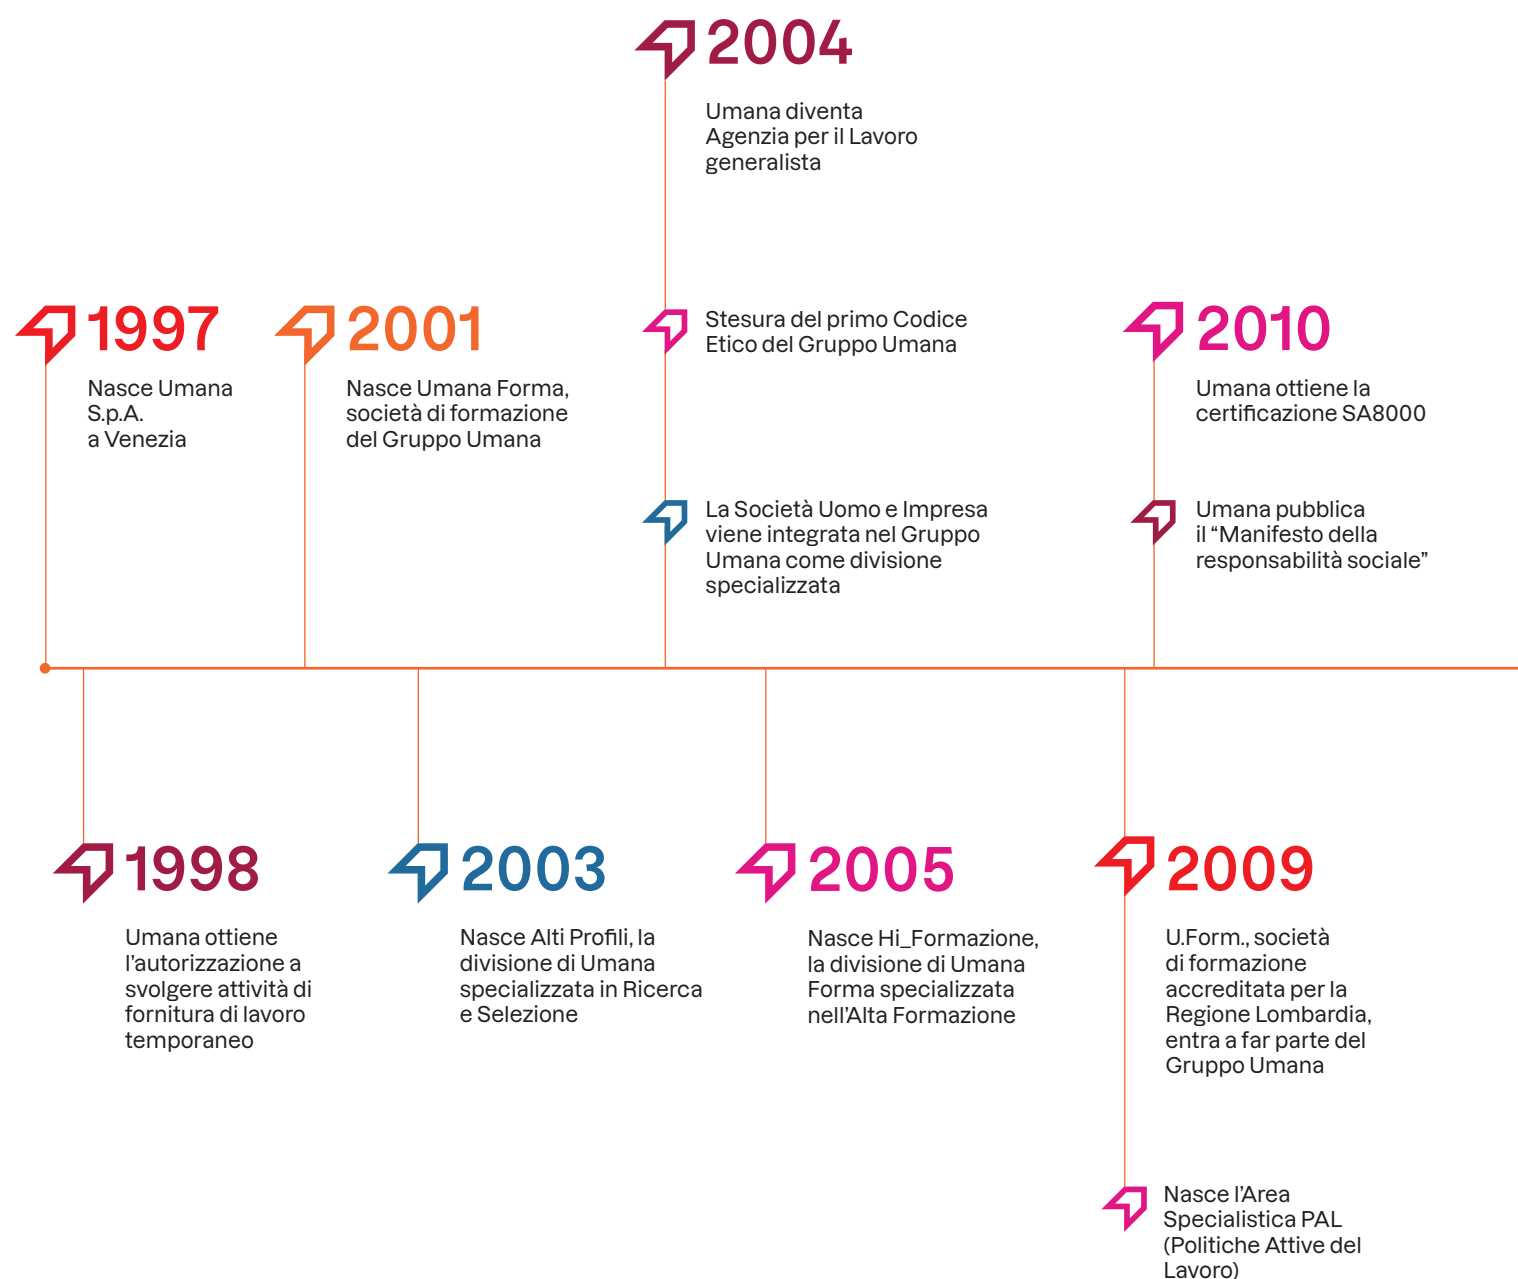 2004
Umana diventa
Agenzia per il Lavoro
generalista
Stesura del primo Codice
Etico del Gruppo Umana
La Società Uomo e Impresa
viene integrata nel Gruppo
Umana come divisione
specializzata
1997
Nasce Umana
S.p.A.
a Venezia
2001
Nasce Umana Forma,
società di formazione
del Gruppo Umana
2010
Umana ottiene la
certificazione SA8000
Umana pubblica
il “Manifesto della
responsabilità sociale”
1998
Umana ottiene
l’autorizzazione a
svolgere attività di
fornitura di lavoro
temporaneo
2003
Nasce Alti Profili, la
divisione di Umana
specializzata in Ricerca
e Selezione
2005
Nasce Hi_Formazione,
la divisione di Umana
Forma specializzata
nell’Alta Formazione
2009
U.Form., società
di formazione
accreditata per la
Regione Lombardia,
entra a far parte del
Gruppo Umana
Nasce l’Area
Specialistica PAL
(Politiche Attive del
Lavoro)